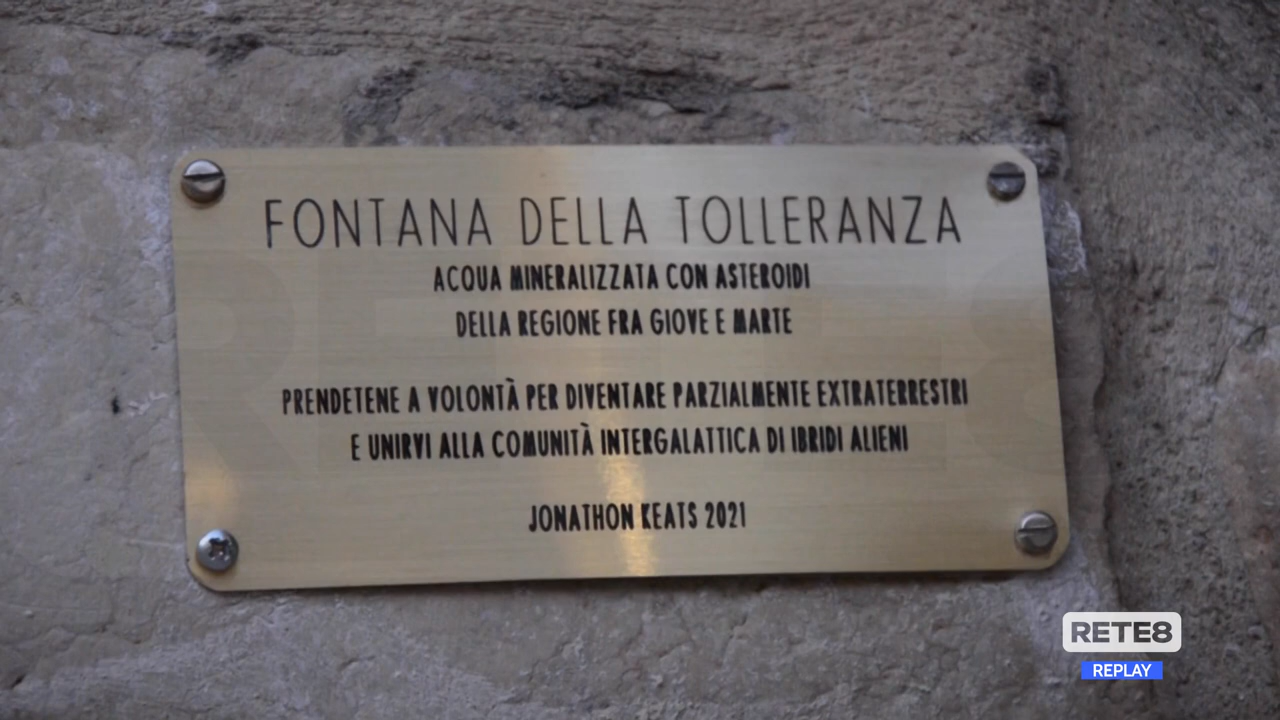 FONTANA DELLA TOLLERANZA
ACQUA MINERALIZZATA CON ASTEROIDI
DELLA REGIONE FRA GIOVE E MARTE
PRENDETENE A VOLONTÀ PER DIVENTARE PARZIALMENTE EXTRATERRESTRI
E UNIRVI ALLA COMUNITÀ INTERGALATTICA DI IBRIDI ALIENI
JONATHON KEATS 2021
RETE8
REPLAY